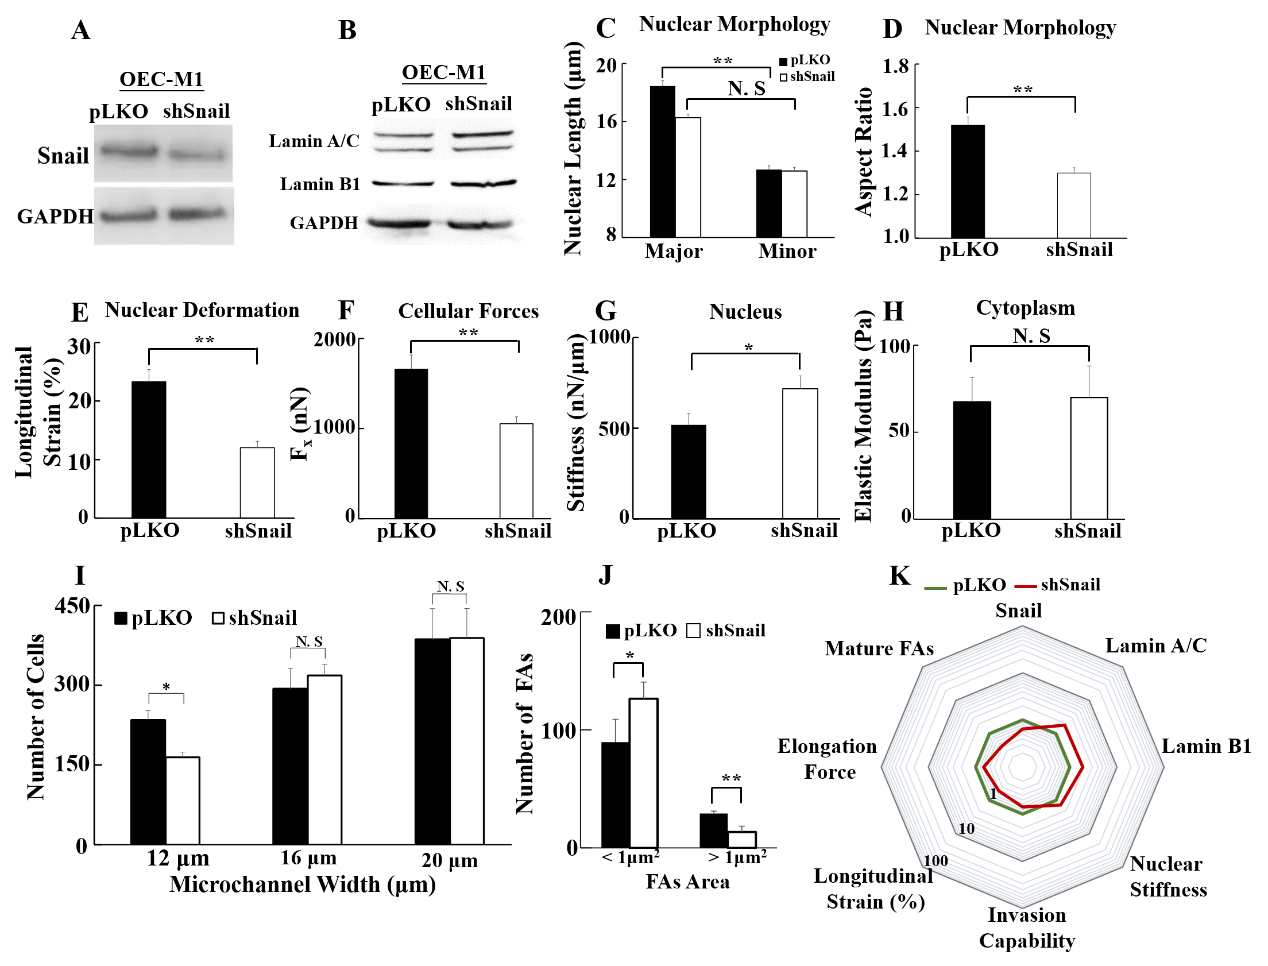 A
OEC-M1
pLKO shSnail
Snail
GAPDH
B
OEC-M1
pLKO shSnail
Lamin A/C
Lamin B1
GAPDH
C Nuclear Morphology
Nuclear Length (μm)
20
16
12
8
**
N. S
pLKO
shSnail
Major Minor
D Nuclear Morphology
Aspect Ratio
1.8
1.6
1.4
1.2
1.0
**
pLKO shSnail
E Nuclear Deformation
Longitudinal
Strain (%)
30
20
10
0
**
pLKO shSnail
F Cellular Forces
Fx (nN)
2000
1000
0
**
pLKO shSnail
G Nucleus
Stiffness (nN/μm)
1000
500
0
*
pLKO shSnail
H Cytoplasm
Elastic Modulus (Pa)
100
50
0
N. S
pLKO shSnail
I
Number of Cells
450
300
150
0
pLKO shSnail
*
N. S
N. S
12 μm 16 μm 20 μm
Microchannel Width (μm)
J
Number of FAs
200
100
0
pLKO shSnail
*
**
< 1μm² > 1μm²
FAs Area
K
pLKO shSnail
Snail
Lamin A/C
Lamin B1
Nuclear
Stiffness
Invasion
Capability
Longitudinal
Strain (%)
Elongation
Force
Mature FAs
1
10
100